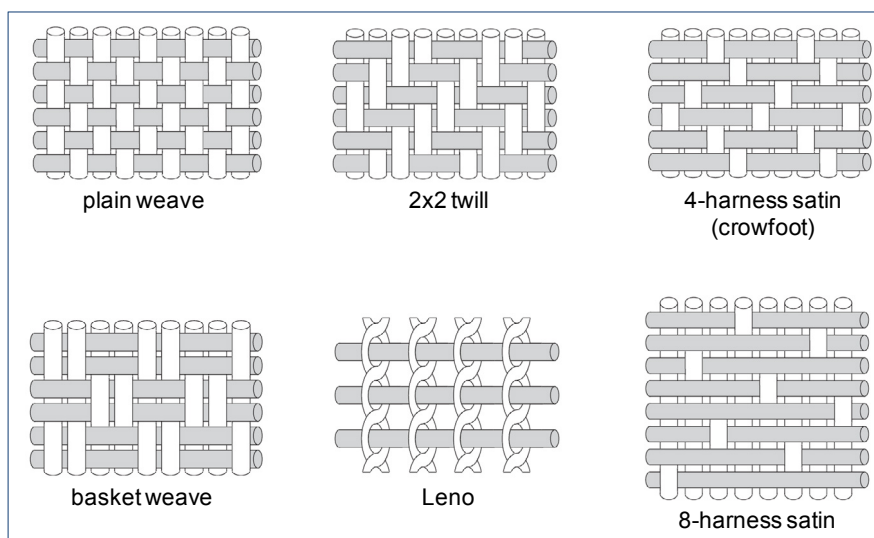 plain weave
2x2 twill
4-harness satin
(crowfoot)
basket weave
Leno
8-harness satin